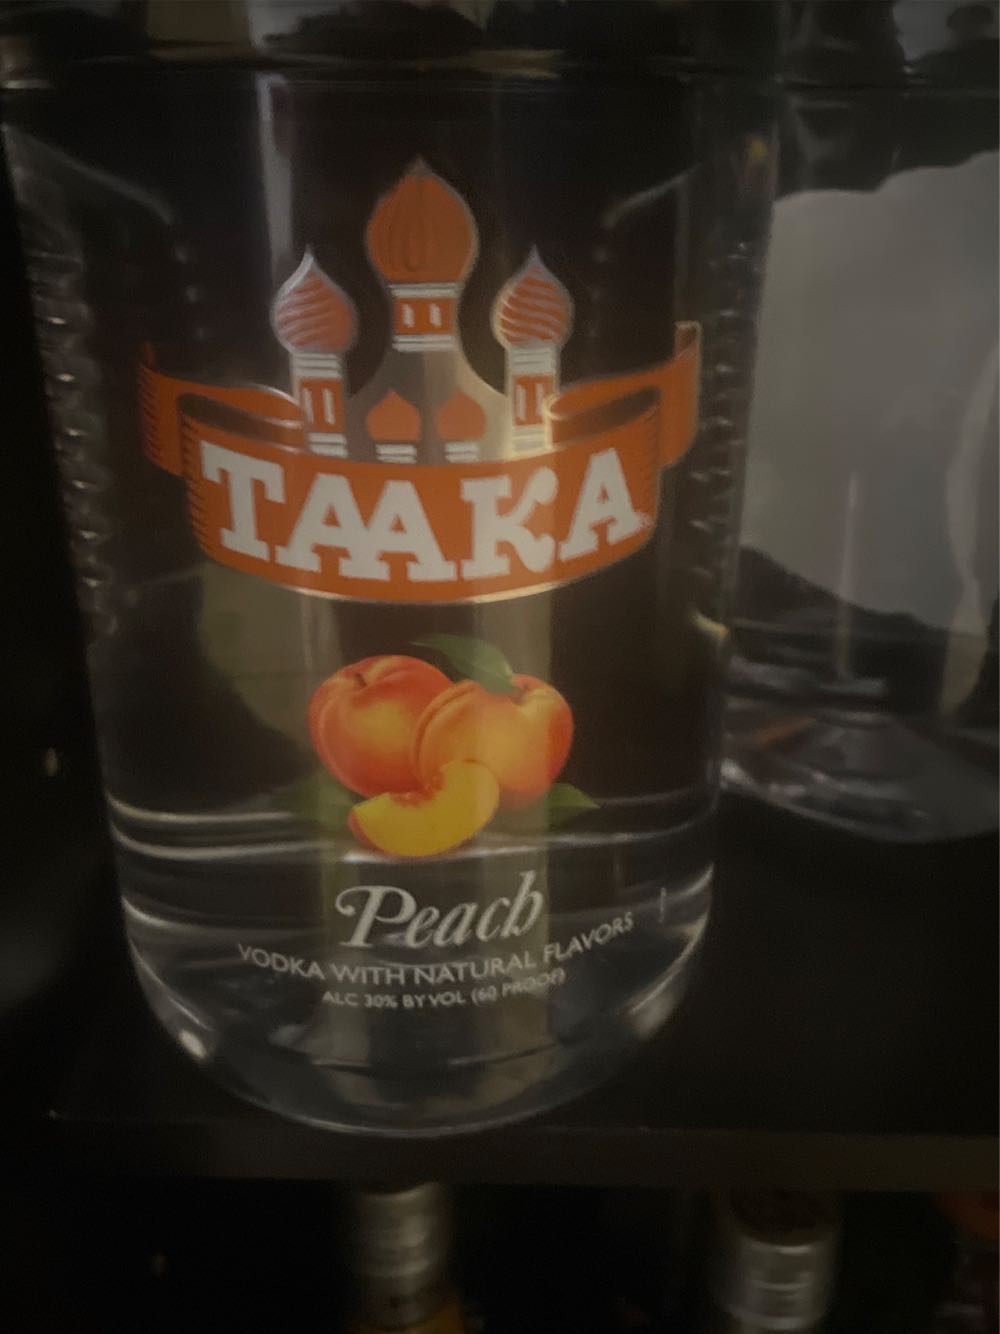 TAAKA
Peach
VODKA WITH NATURAL FLAVORS
ALC 30% BY VOL (60 PROOF)